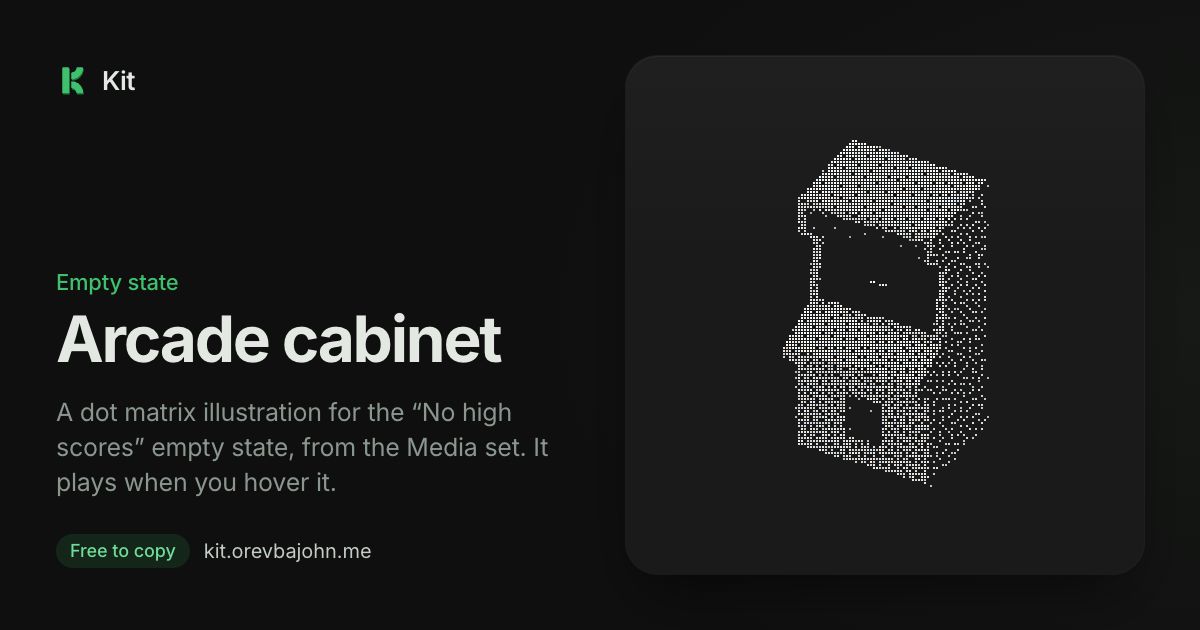 Kit
Empty state
Arcade cabinet
A dot matrix illustration for the “No high
scores” empty state, from the Media set. It
plays when you hover it.
Free to copy
kit.orevbajohn.me